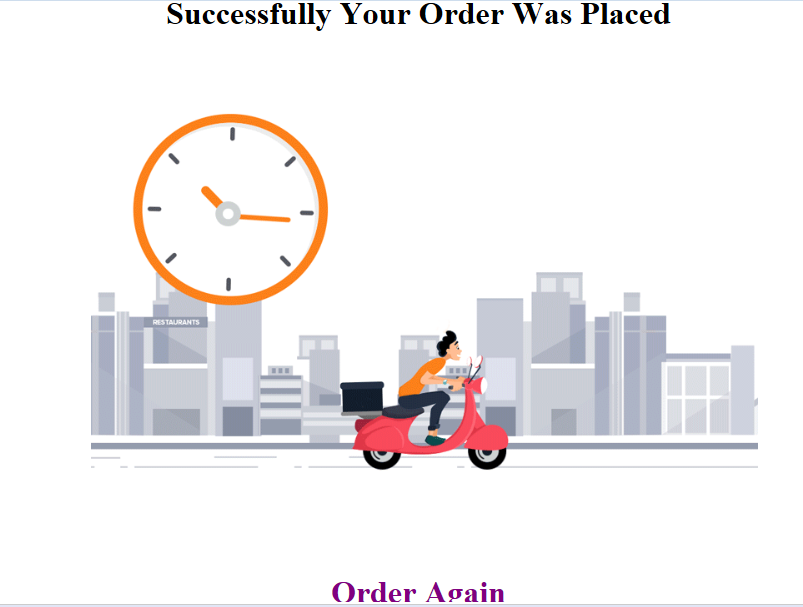 Successfully Your Order Was Placed
RESTAURANTS
Order Again